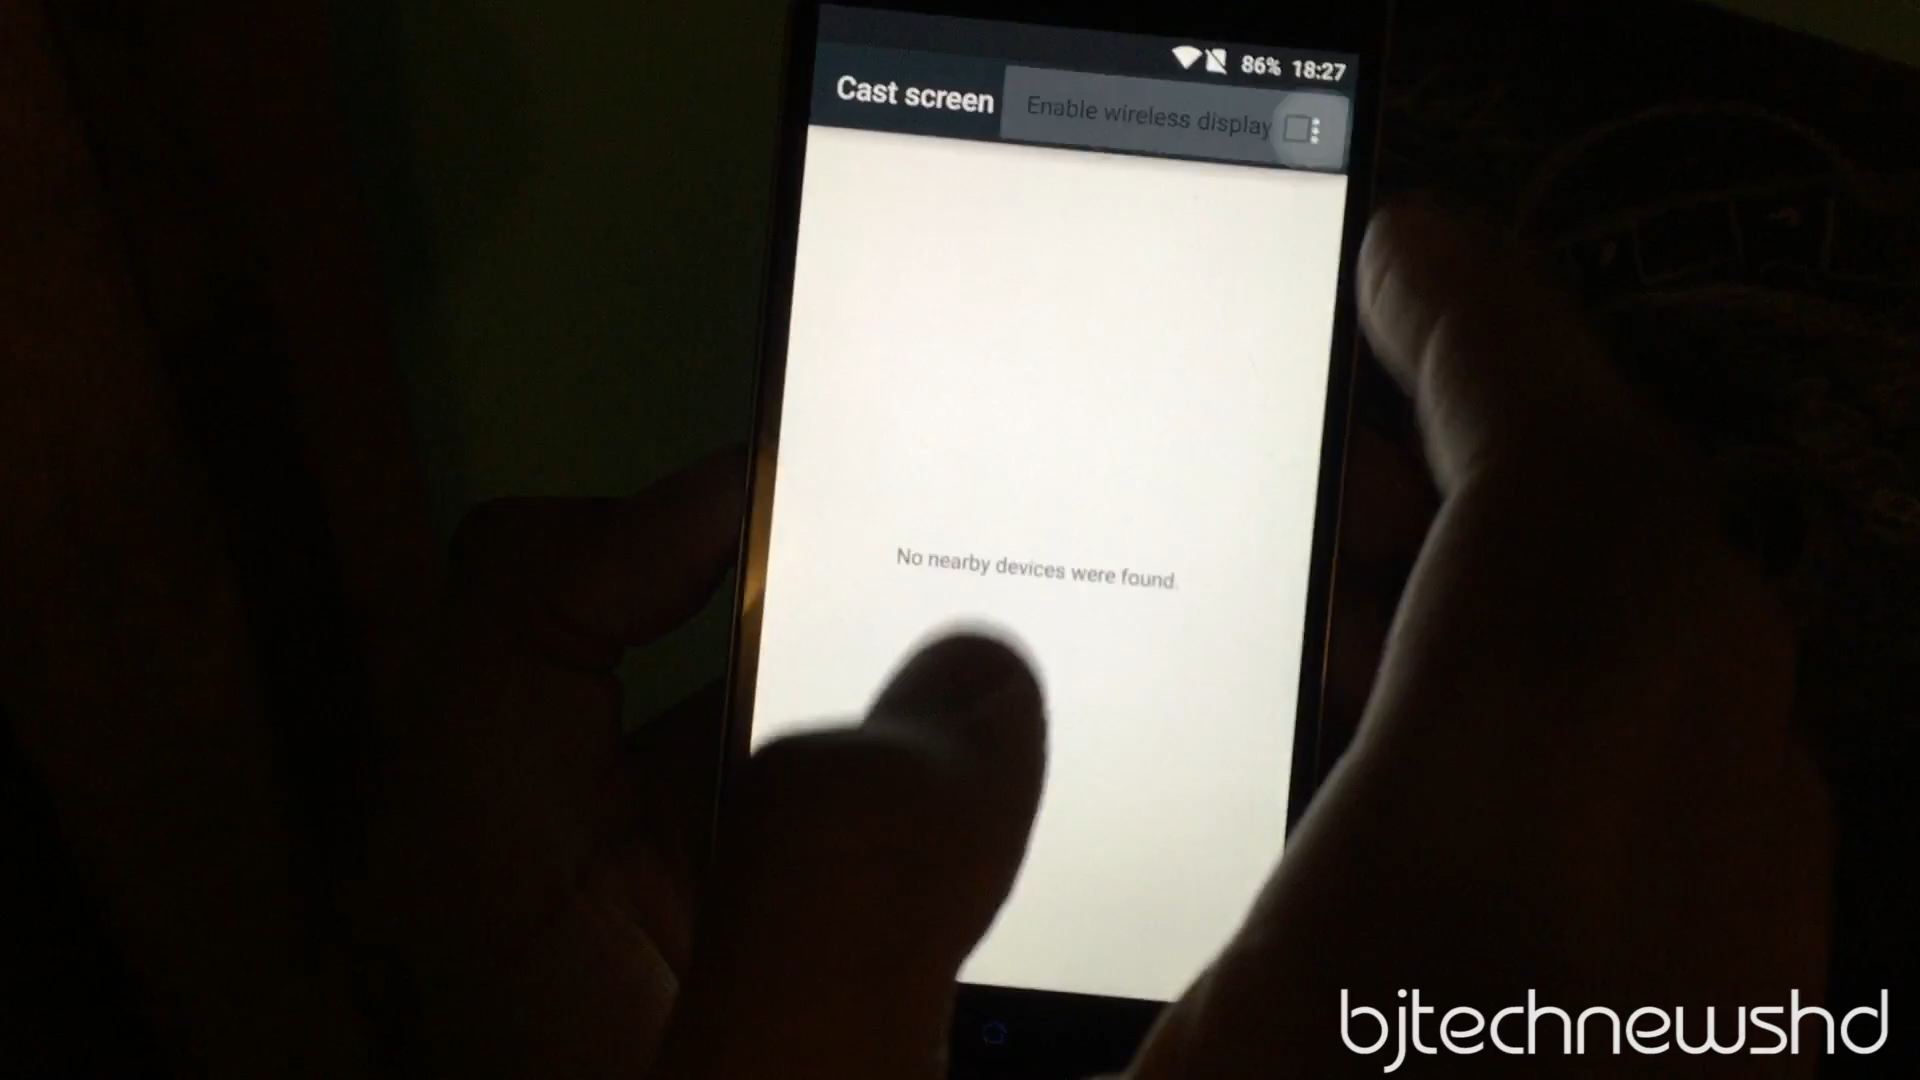 86% 18:27
Cast screen
Enable wireless display
No nearby devices were found.
bjtechnewshd